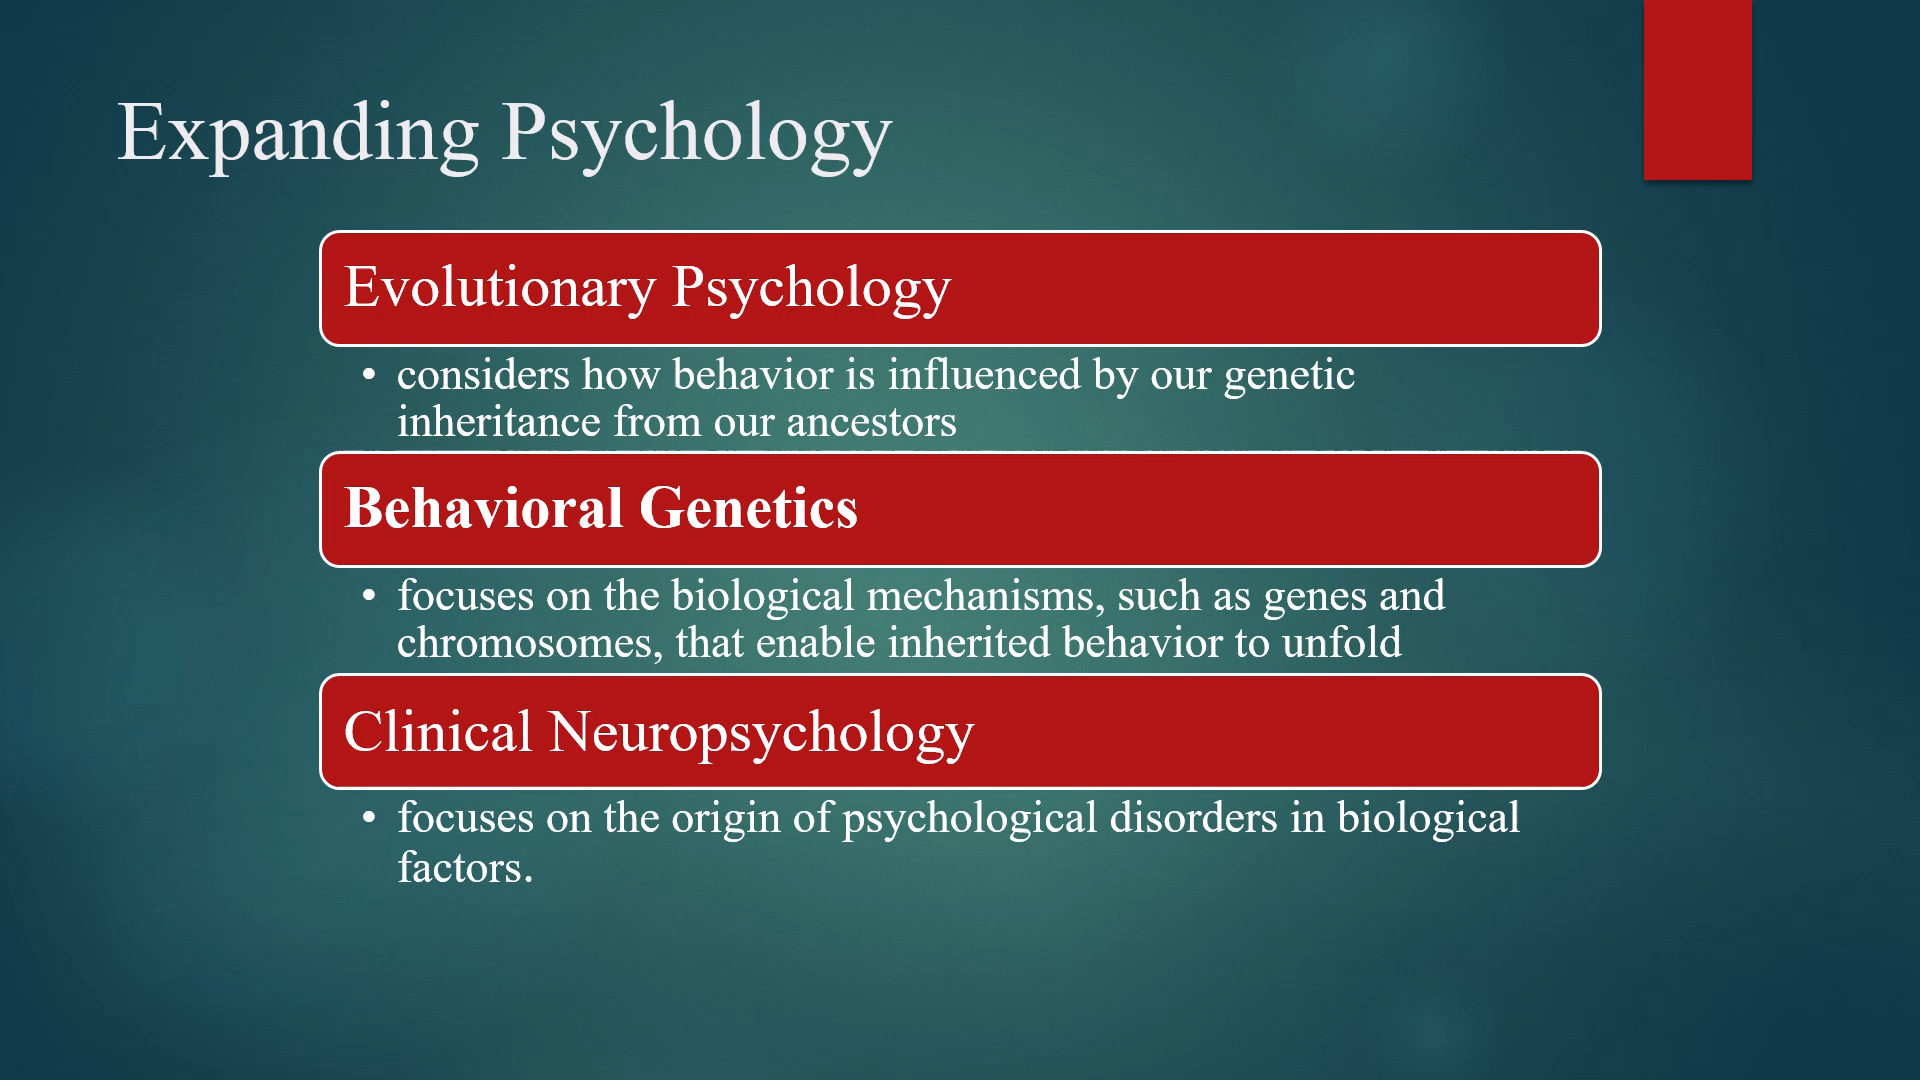 Expanding Psychology
Evolutionary Psychology
• considers how behavior is influenced by our genetic
inheritance from our ancestors
Behavioral Genetics
• focuses on the biological mechanisms, such as genes and
chromosomes, that enable inherited behavior to unfold
Clinical Neuropsychology
• focuses on the origin of psychological disorders in biological
factors.